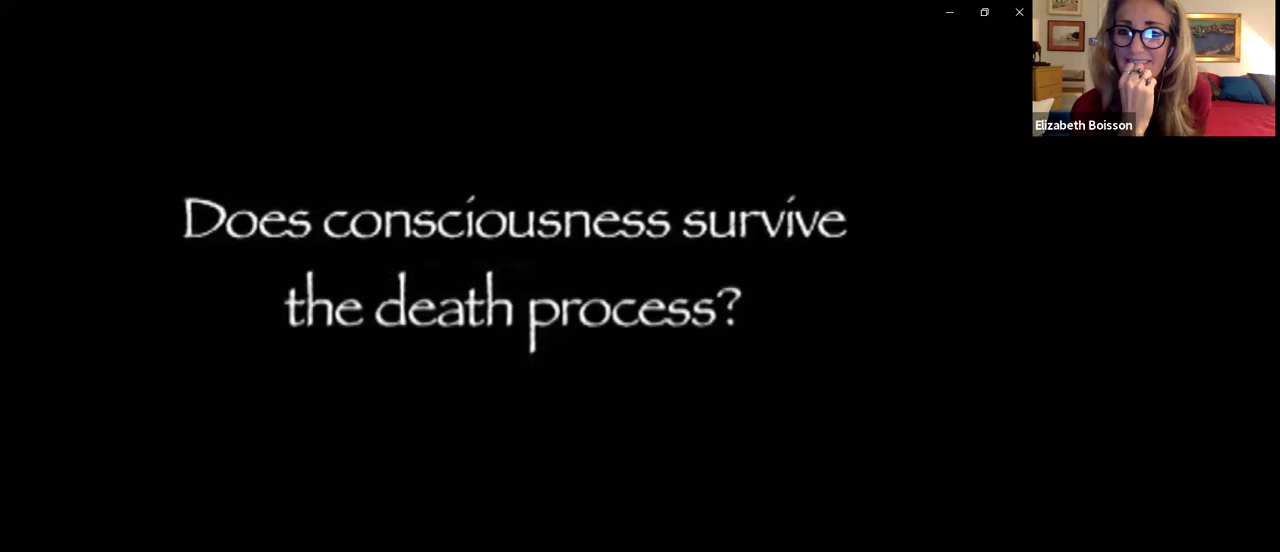 Elizabeth Boisson
Does consciousness survive
the death process?